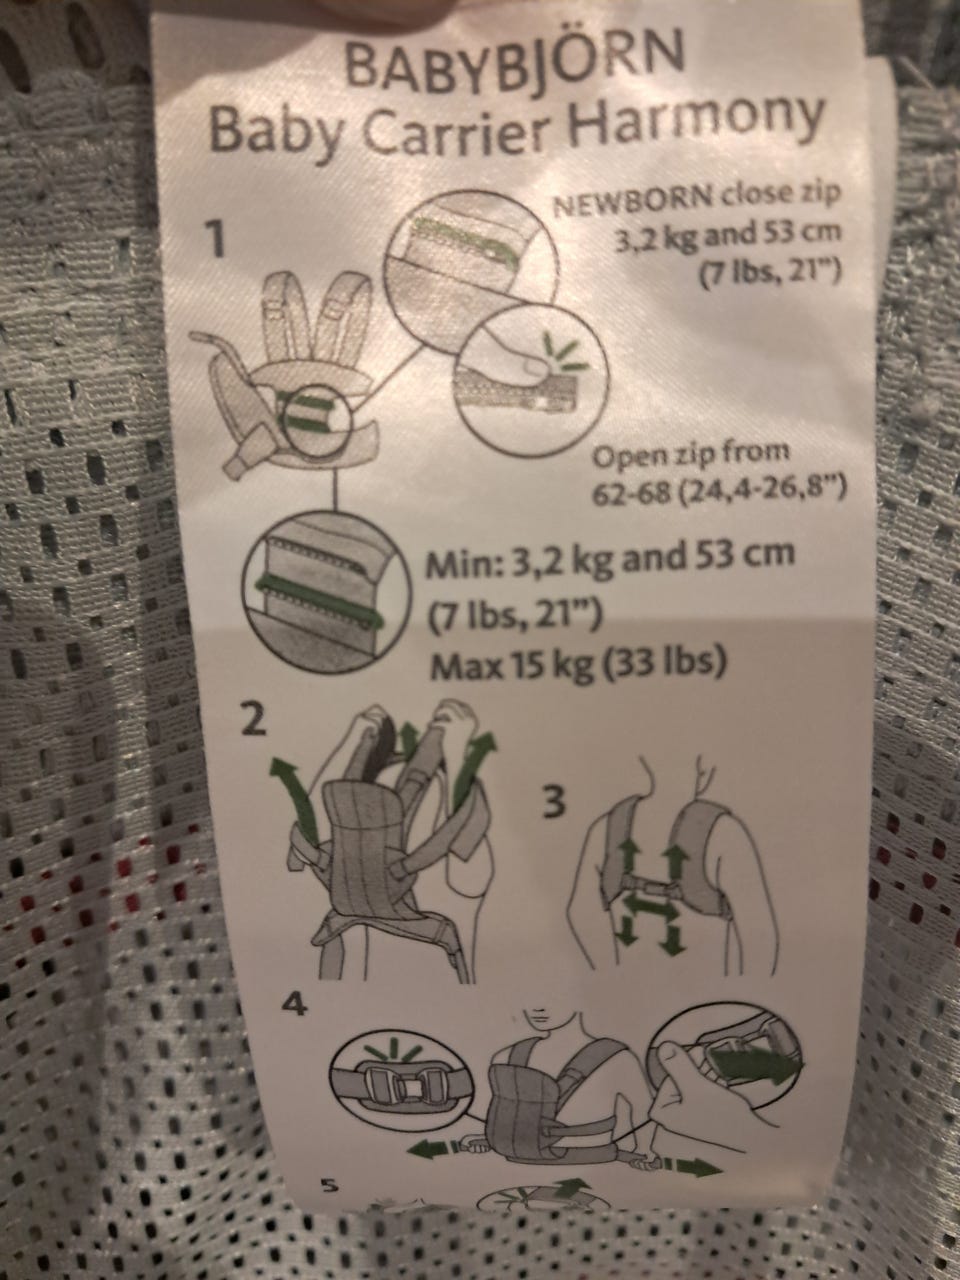 BABYBJÖRN
Baby Carrier Harmony
1
NEWBORN close zip
3,2 kg and 53 cm
(7 lbs, 21”)
Open zip from
62-68 (24,4-26,8”)
Min: 3,2 kg and 53 cm
(7 lbs, 21”)
Max 15 kg (33 lbs)
2
3
4
5